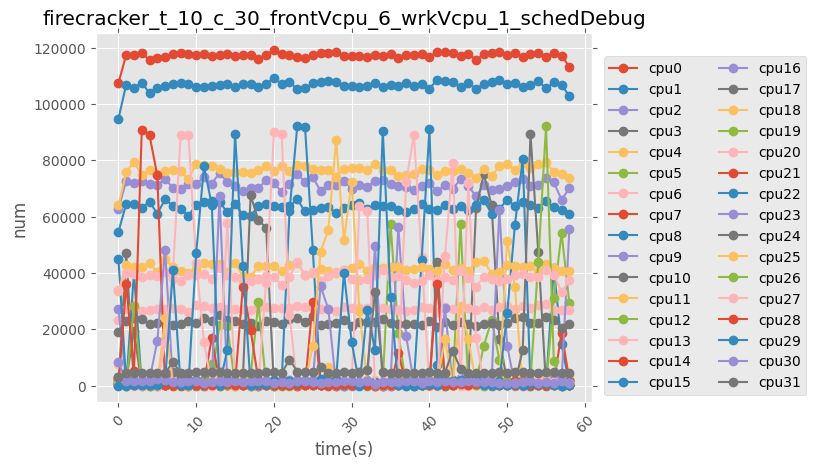 firecracker_t_10_c_30_frontVcpu_6_wrkVcpu_1_schedDebug
120000
100000
80000
60000
40000
20000
0
num
0
10
20
30
40
50
60
time(s)
cpu0
cpu1
cpu2
cpu3
cpu4
cpu5
cpu6
cpu7
cpu8
cpu9
cpu10
cpu11
cpu12
cpu13
cpu14
cpu15
cpu16
cpu17
cpu18
cpu19
cpu20
cpu21
cpu22
cpu23
cpu24
cpu25
cpu26
cpu27
cpu28
cpu29
cpu30
cpu31